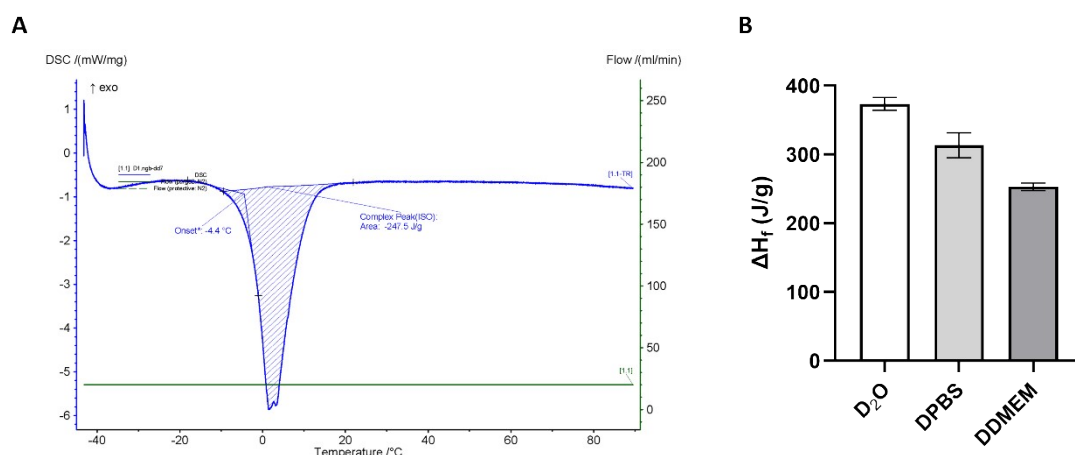 A
B
DSC /(mW/mg)
Flow /(ml/min)
↑ exo
[1.1] D1.ngb-dd7
DSC
Flow (protective: N2)
[1.1-TR]
Onset*: -4.4 °C
Complex Peak(ISO):
Area: -247.5 J/g
[1.1]
1
0
-1
-2
-3
-4
-5
-6
250
200
150
100
50
0
-40 -20 0 20 40 60 80
Temperature /°C
400
300
200
100
0
ΔHf (J/g)
D₂O
DPBS
DDMEM